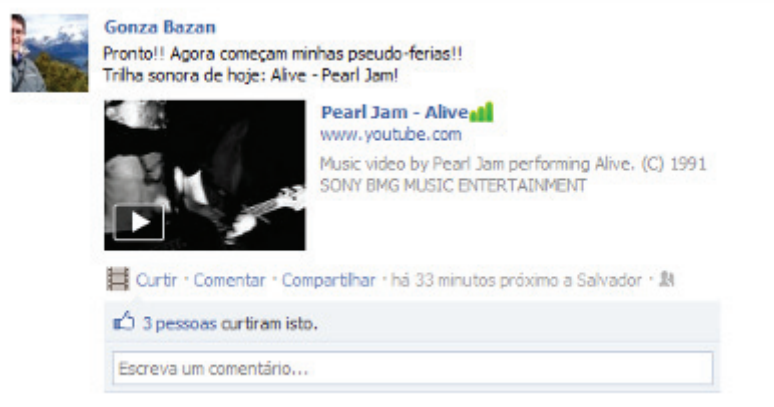 Gonza Bazan
Pronto!! Agora começam minhas pseudo-ferias!!
Trilha sonora de hoje: Alive - Pearl Jam!
Pearl Jam - Alive
www.youtube.com
Music video by Pearl Jam performing Alive. (C) 1991
SONY BMG MUSIC ENTERTAINMENT
Curtir · Comentar · Compartilhar · há 33 minutos próximo a Salvador ·
3 pessoas curtiram isto.
Escreva um comentário...